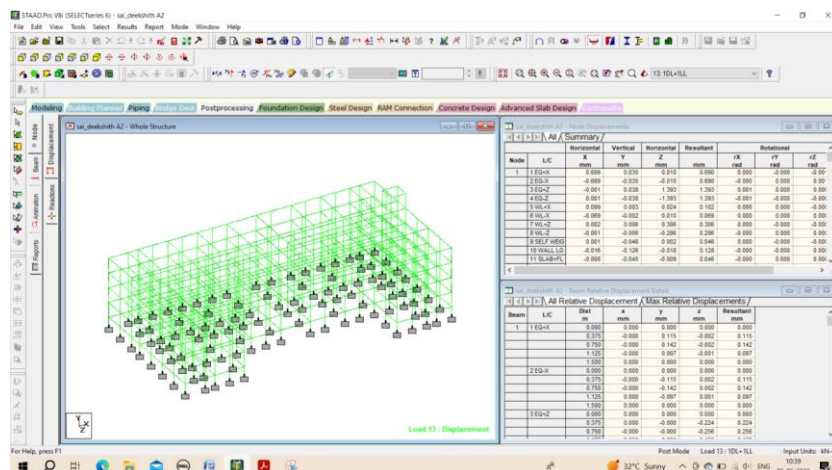 STAAD.Pro V8i (SELECTseries 6) - sai_deekshith A2
File Edit View Tools Select Results Report Mode Window Help
13:1DL+1LL
Modeling Building Planner Piping Bridge Deck Postprocessing Foundation Design Steel Design RAM Connection Concrete Design Advanced Slab Design Earthquake
Node
Beam
Animation
Reports
Displacement
Reactions
sai_deekshith A2 - Whole Structure
Load 13 : Displacement
sai_deekshith A2 - Node Displacements
All Summary
Horizontal Vertical Horizontal Resultant Rotational
Node L/C X mm Y mm Z mm mm rX rad rY rad rZ rad
1 1 EQ+X 0.689 0.038 0.010 0.690 0.000 -0.000 -0.00
2 EQ-X -0.689 -0.038 -0.010 0.690 -0.000 0.000 0.00
3 EQ+Z -0.001 0.038 1.393 1.393 0.001 0.000
4 EQ-Z 0.001 -0.038 -1.393 1.393 -0.001 -0.000
5 WL+X 0.099 0.003 0.024 0.102 0.000 -0.000
6 WL-X -0.069 -0.002 0.010 0.069 0.000 0.000
7 WL+Z 0.002 0.006 0.306 0.306 0.000 -0.000
8 WL-Z -0.001 -0.006 -0.286 0.286 -0.000 0.000
9 SELF WEIG 0.001 -0.046 0.002 0.046 0.000 -0.000
10 WALL LO -0.016 -0.126 -0.010 0.128 -0.000 -0.000
11 SLAB+FL -0.000 -0.045 -0.009 0.046 -0.000
sai_deekshith A2 - Beam Relative Displacement Detail:
All Relative Displacement Max Relative Displacements
Beam L/C Dist m x mm y mm z mm Resultant mm
1 1 EQ+X 0.000 0.000 0.000 0.000 0.000
0.375 -0.000 0.115 -0.002 0.115
0.750 -0.000 0.142 -0.002 0.142
1.125 -0.000 0.097 -0.001 0.097
1.500 0.000 0.000 0.000 0.000
2 EQ-X 0.000 0.000 0.000 0.000 0.000
0.375 -0.000 -0.115 0.002 0.115
0.750 -0.000 -0.142 0.002 0.142
1.125 0.000 -0.097 0.001 0.097
1.500 0.000 0.000 0.000 0.000
3 EQ+Z 0.000 0.000 0.000 0.000 0.000
0.375 0.000 -0.000 -0.224 0.224
0.750 -0.000 -0.000 -0.256 0.256
For Help, press F1
Post Mode Load 13 : 1DL+1LL Input Units: kN
32°C Sunny ENG 10:39